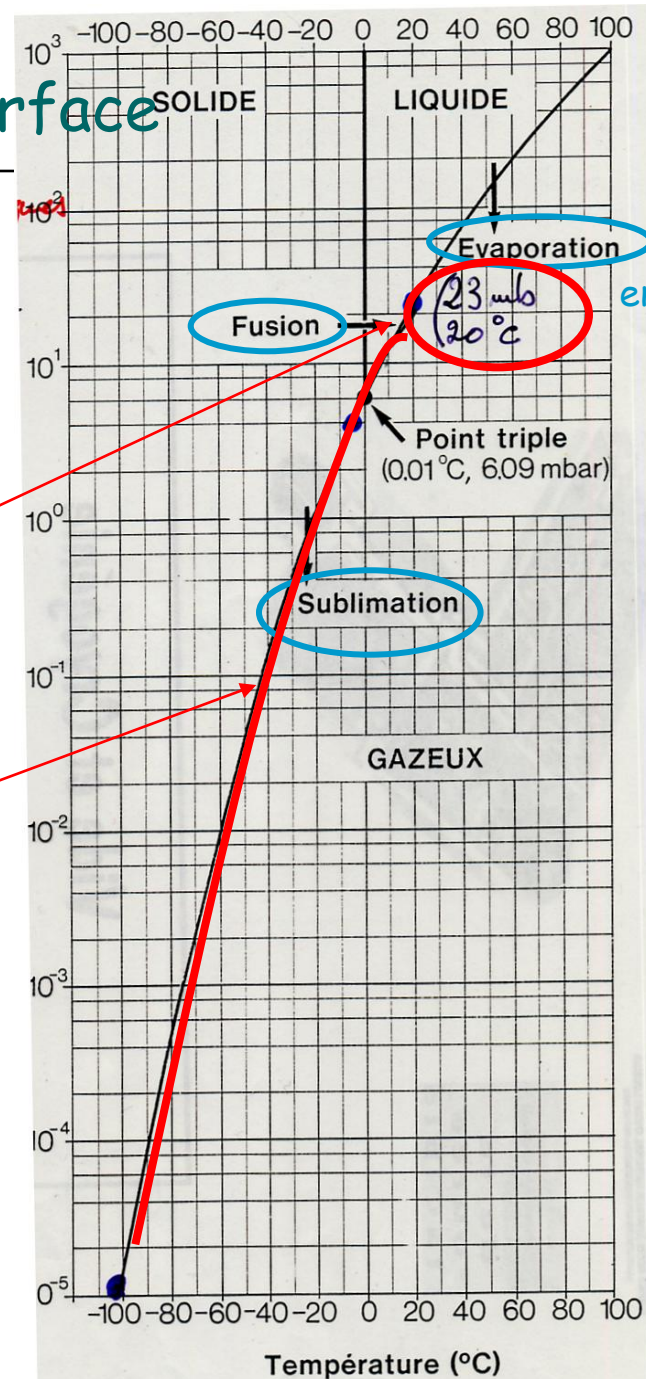 -100 -80 -60 -40 -20 0 20 40 60 80 100
10³
rface
SOLIDE
LIQUIDE
10²
Evaporation
en
23 mb
20 °C
Fusion
10¹
Point triple
(0.01°C, 6.09 mbar)
10⁰
Sublimation
10⁻¹
GAZEUX
10⁻²
10⁻³
10⁻⁴
0⁻⁵
-100 -80 -60 -40 -20 0 20 40 60 80 100
Température (°C)